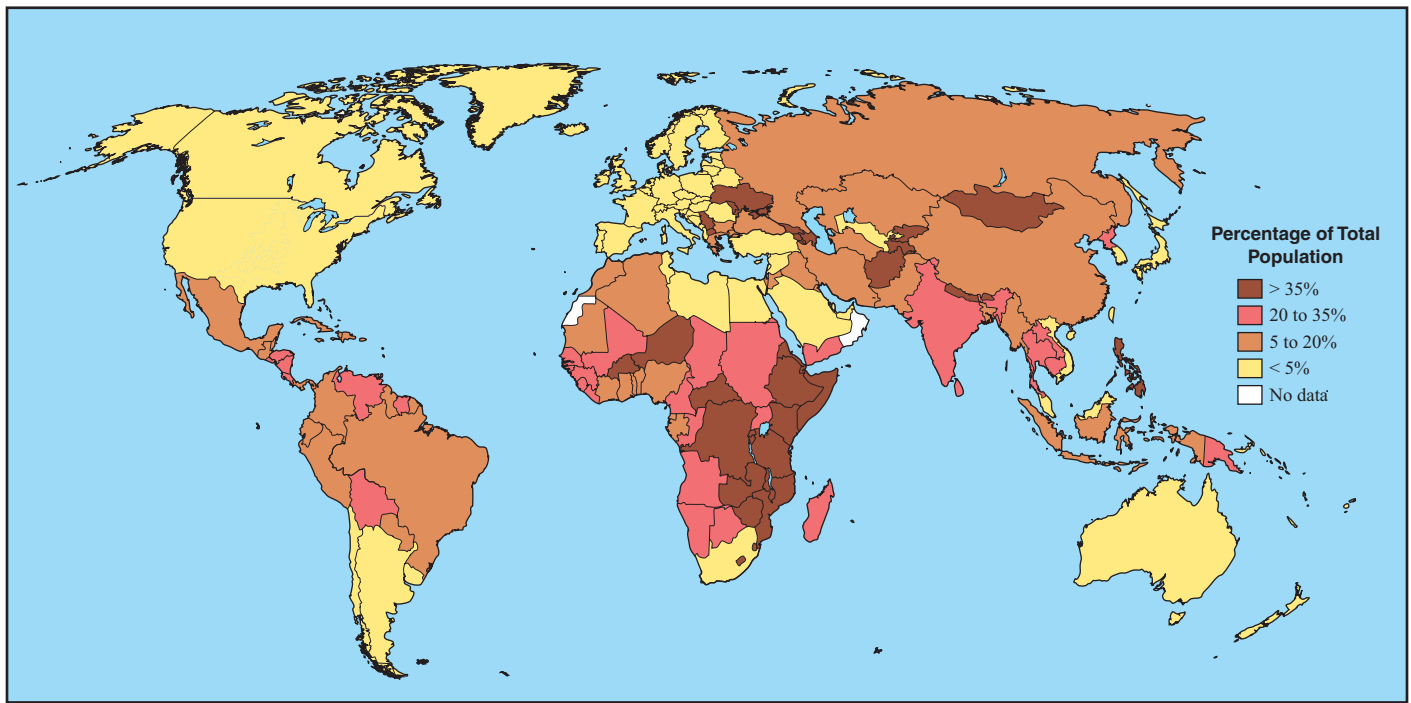 Percentage of Total
Population
> 35%
20 to 35%
5 to 20%
< 5%
No data